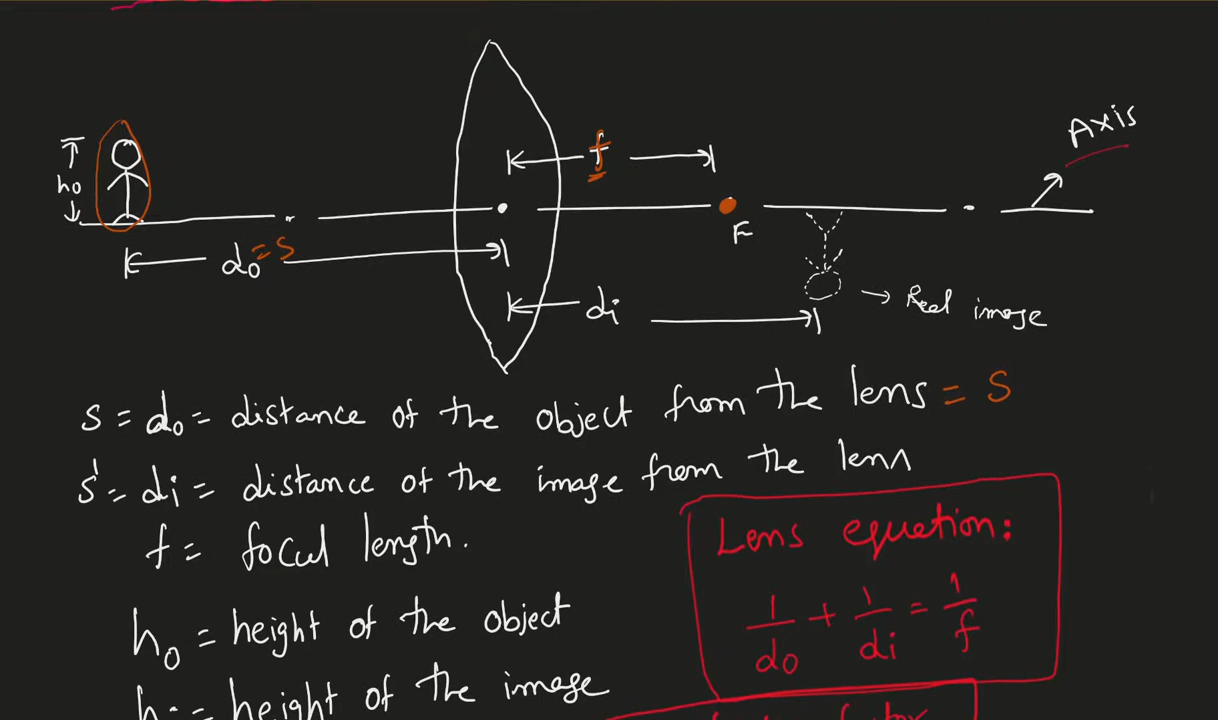 Axis
f
ho
F
do = S
di
→ Real image
s = do = distance of the object from the lens = S
s' = di = distance of the image from the lens
f = focal length.
Lens equation:
1/do + 1/di = 1/f
ho = height of the object
= height of the image